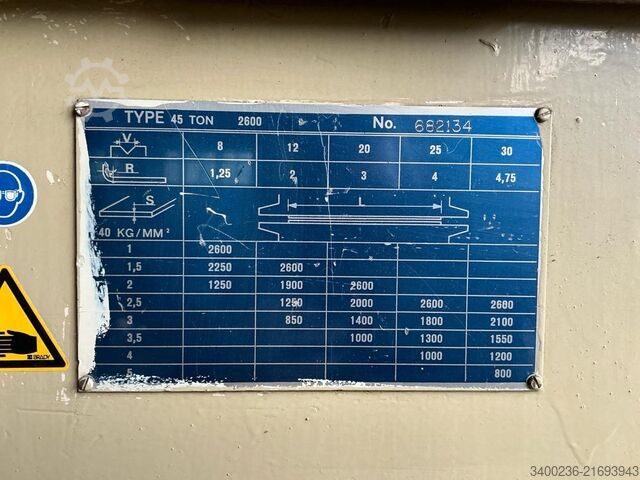 TYPE 45 TON 2600 No. 682134
V 8 12 20 25 30
R 1,25 2 3 4 4,75
S L
40 KG/MM²
1 2600
1,5 2250 2600
2 1250 1900 2600
2,5 1250 2000 2600 2600
3 850 1400 1800 2100
3,5 1000 1300 1550
4 1000 1200
5 800
BRADY
3400236-21693943